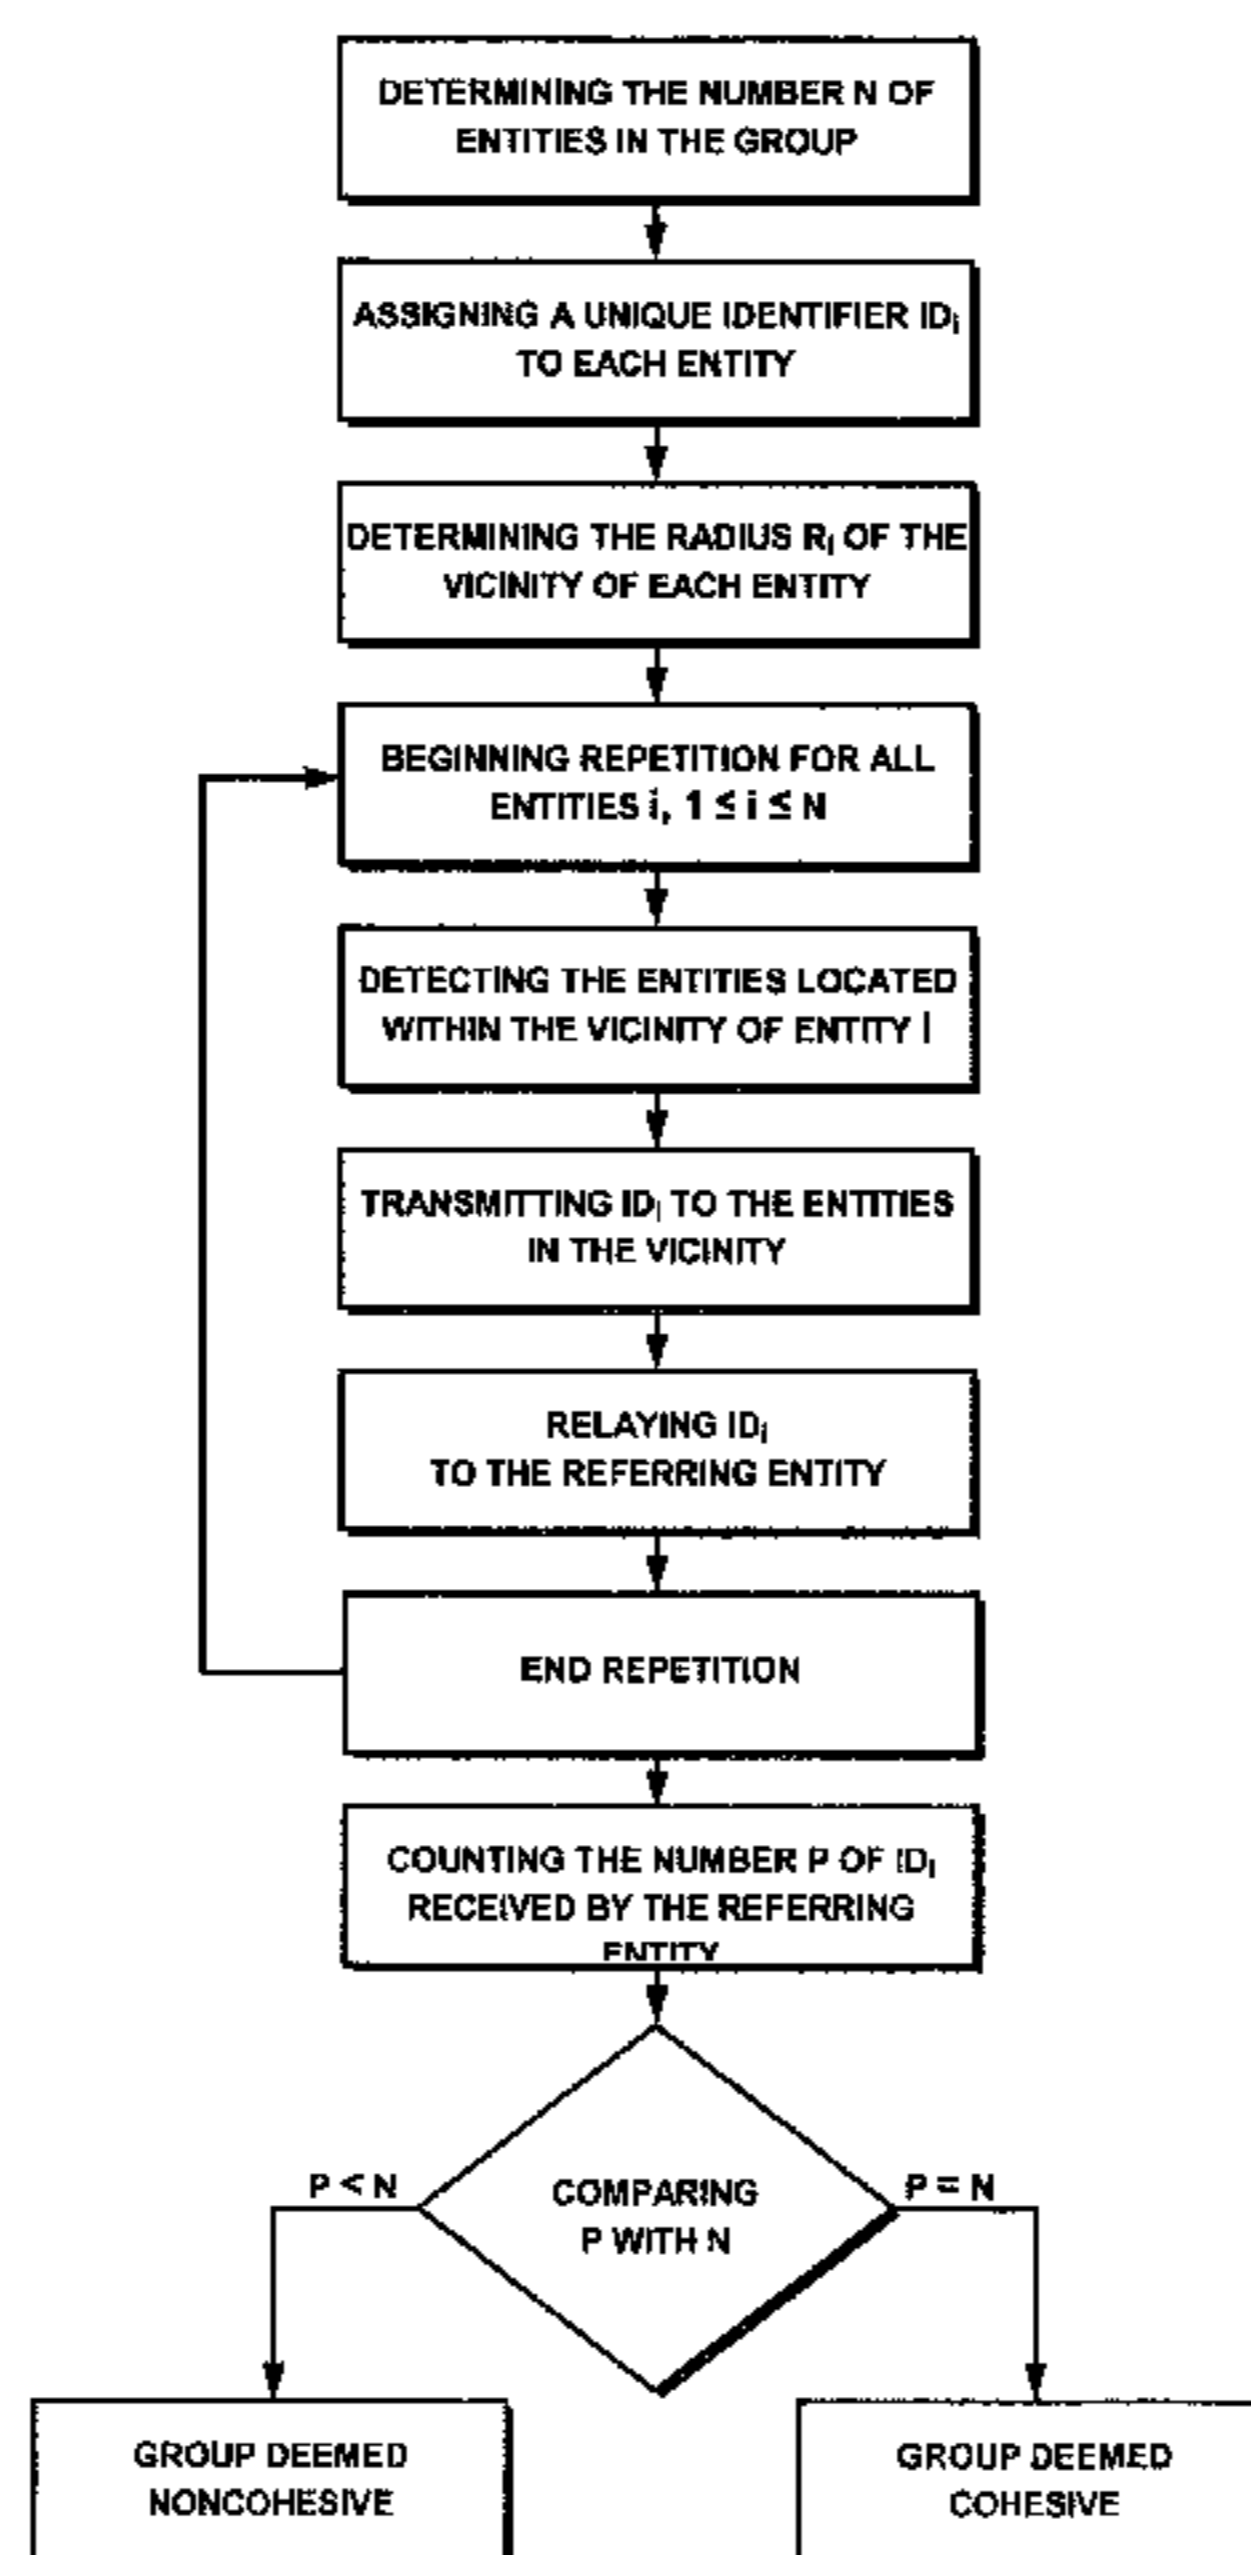 DETERMINING THE NUMBER N OF
ENTITIES IN THE GROUP
ASSIGNING A UNIQUE IDENTIFIER IDi
TO EACH ENTITY
DETERMINING THE RADIUS Ri OF THE
VICINITY OF EACH ENTITY
BEGINNING REPETITION FOR ALL
ENTITIES i, 1 ≤ i ≤ N
DETECTING THE ENTITIES LOCATED
WITHIN THE VICINITY OF ENTITY i
TRANSMITTING IDi TO THE ENTITIES
IN THE VICINITY
RELAYING IDi
TO THE REFERRING ENTITY
END REPETITION
COUNTING THE NUMBER P OF IDi
RECEIVED BY THE REFERRING
ENTITY
P < N
COMPARING
P WITH N
P = N
GROUP DEEMED
NONCOHESIVE
GROUP DEEMED
COHESIVE